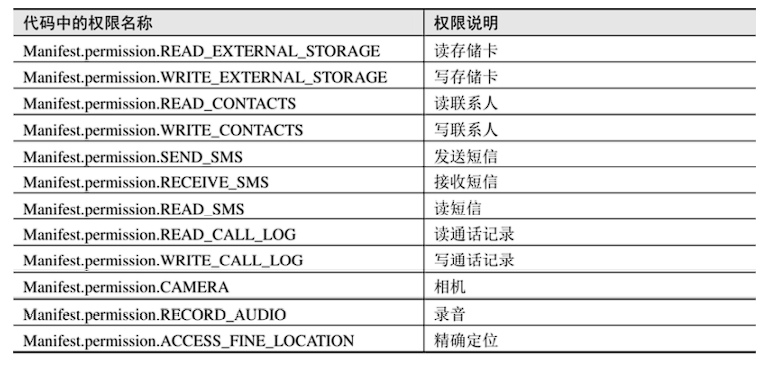 代码中的权限名称 权限说明
Manifest.permission.READ_EXTERNAL_STORAGE 读存储卡
Manifest.permission.WRITE_EXTERNAL_STORAGE 写存储卡
Manifest.permission.READ_CONTACTS 读联系人
Manifest.permission.WRITE_CONTACTS 写联系人
Manifest.permission.SEND_SMS 发送短信
Manifest.permission.RECEIVE_SMS 接收短信
Manifest.permission.READ_SMS 读短信
Manifest.permission.READ_CALL_LOG 读通话记录
Manifest.permission.WRITE_CALL_LOG 写通话记录
Manifest.permission.CAMERA 相机
Manifest.permission.RECORD_AUDIO 录音
Manifest.permission.ACCESS_FINE_LOCATION 精确定位